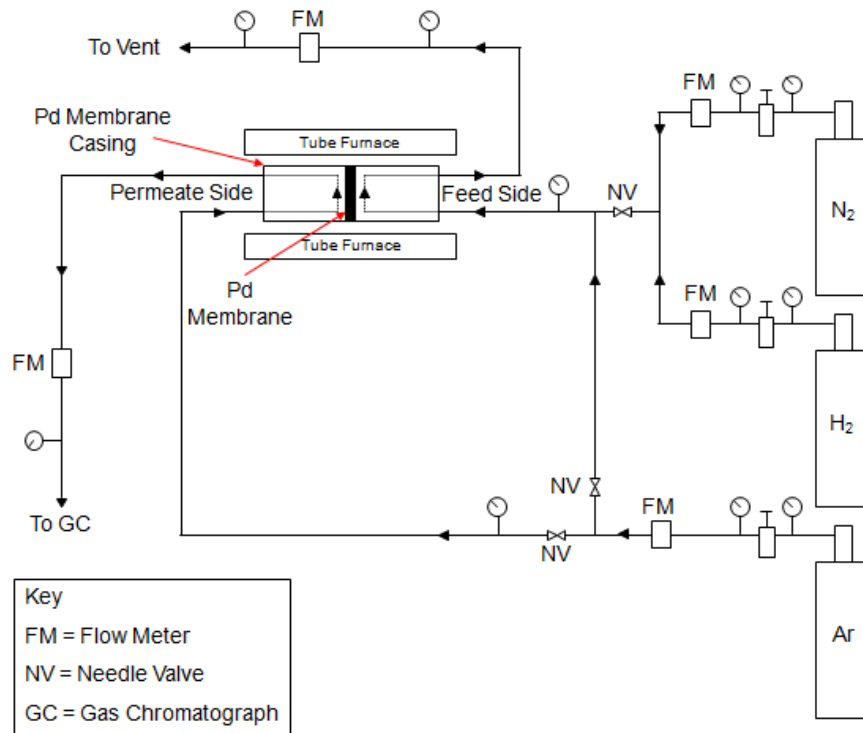 FM
To Vent
FM
Pd Membrane
Casing
Tube Furnace
Permeate Side
Feed Side
NV
N₂
Tube Furnace
Pd
Membrane
FM
FM
H₂
NV
To GC
FM
NV
Ar
Key
FM = Flow Meter
NV = Needle Valve
GC = Gas Chromatograph